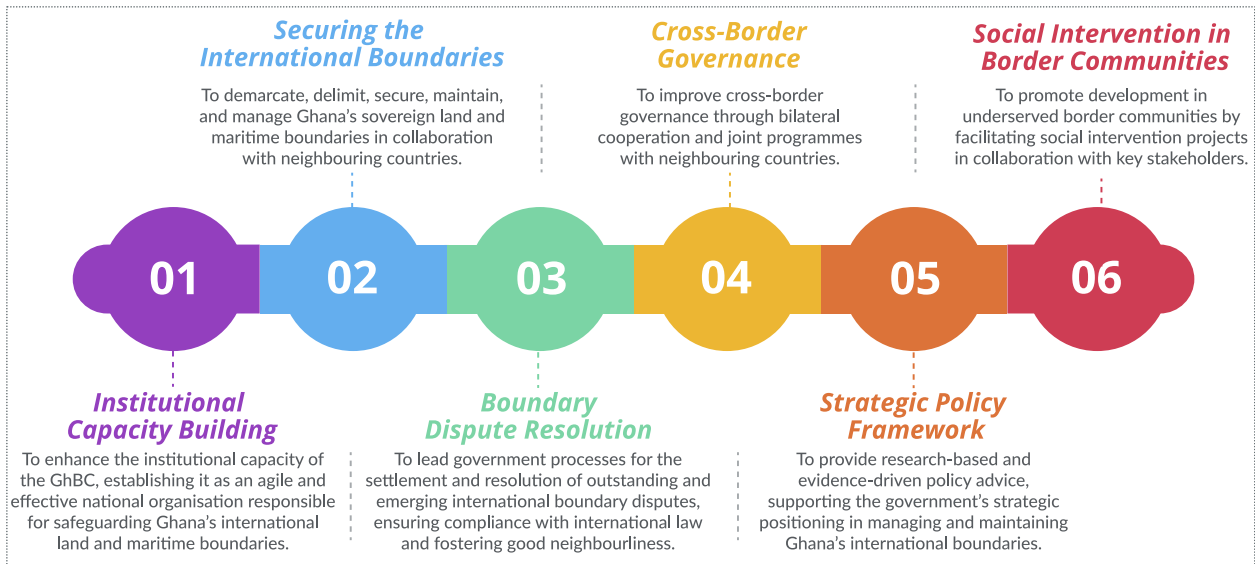 Securing the
International Boundaries
To demarcate, delimit, secure, maintain,
and manage Ghana's sovereign land and
maritime boundaries in collaboration
with neighbouring countries.
Cross-Border
Governance
To improve cross-border
governance through bilateral
cooperation and joint programmes
with neighbouring countries.
Social Intervention in
Border Communities
To promote development in
underserved border communities by
facilitating social intervention projects
in collaboration with key stakeholders.
01
02
03
04
05
06
Institutional
Capacity Building
To enhance the institutional capacity of
the GhBC, establishing it as an agile and
effective national organisation responsible
for safeguarding Ghana's international
land and maritime boundaries.
Boundary
Dispute Resolution
To lead government processes for the
settlement and resolution of outstanding and
emerging international boundary disputes,
ensuring compliance with international law
and fostering good neighbourliness.
Strategic Policy
Framework
To provide research-based and
evidence-driven policy advice,
supporting the government's strategic
positioning in managing and maintaining
Ghana's international boundaries.